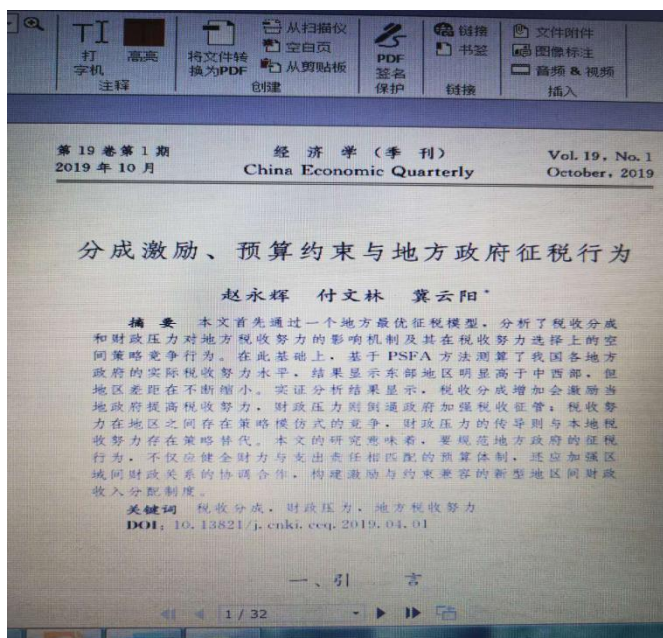 打
字机
高亮
注释
将文件转
换为PDF
从扫描仪
空白页
从剪贴板
创建
PDF
签名
保护
链接
书签
链接
文件附件
图像标注
音频 & 视频
插入
第 19 卷第 1 期
2019 年 10 月
经 济 学 (季 刊)
China Economic Quarterly
Vol. 19, No. 1
October, 2019
分成激励、预算约束与地方政府征税行为
赵永辉 付文林 冀云阳*
摘 要 本文首先通过一个地方最优征税模型,分析了税收分成
和财政压力对地方税收努力的影响机制及其在税收努力选择上的空
间策略竞争行为。在此基础上,基于 PSFA 方法测算了我国各地方
政府的实际税收努力水平,结果显示东部地区明显高于中西部,但
地区差距在不断缩小。实证分析结果显示,税收分成增加会激励当
地政府提高税收努力,财政压力则倒逼政府加强税收征管;税收努
力在地区之间存在策略模仿式的竞争,财政压力的传导则与本地税
收努力存在策略替代。本文的研究意味着,要规范地方政府的征税
行为,不仅应健全财力与支出责任相匹配的预算体制,还应加强区
域间财政关系的协调合作,构建激励与约束兼容的新型地区间财政
收入分配制度。
关键词 税收分成,财政压力,地方税收努力
DOI: 10.13821/j.cnki.ceq.2019.04.01
一、引 言
1 / 32